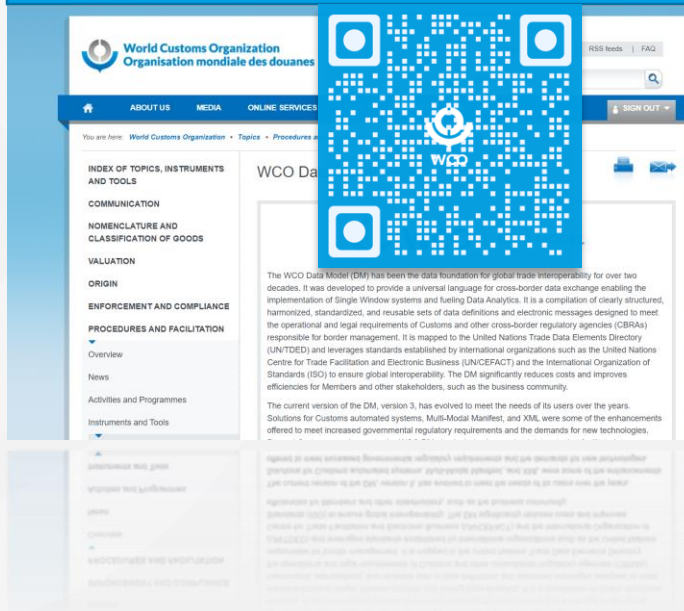 World Customs Organization
Organisation mondiale des douanes
RSS feeds | FAQ
ABOUT US MEDIA ONLINE SERVICES
SIGN OUT
You are here: World Customs Organization • Topics • Procedures
WCO
INDEX OF TOPICS, INSTRUMENTS
AND TOOLS
COMMUNICATION
NOMENCLATURE AND
CLASSIFICATION OF GOODS
VALUATION
ORIGIN
ENFORCEMENT AND COMPLIANCE
PROCEDURES AND FACILITATION
Overview
News
Activities and Programmes
Instruments and Tools
WCO Da
The WCO Data Model (DM) has been the data foundation for global trade interoperability for over two
decades. It was developed to provide a universal language for cross-border data exchange enabling the
implementation of Single Window systems and fueling Data Analytics. It is a compilation of clearly structured,
harmonized, standardized, and reusable sets of data definitions and electronic messages designed to meet
the operational and legal requirements of Customs and other cross-border regulatory agencies (CBRAs)
responsible for border management. It is mapped to the United Nations Trade Data Elements Directory
(UN/TDED) and leverages standards established by international organizations such as the United Nations
Centre for Trade Facilitation and Electronic Business (UN/CEFACT) and the International Organization of
Standards (ISO) to ensure global interoperability. The DM significantly reduces costs and improves
efficiencies for Members and other stakeholders, such as the business community.
The current version of the DM, version 3, has evolved to meet the needs of its users over the years.
Solutions for Customs automated systems, Multi-Modal Manifest, and XML were some of the enhancements
offered to meet increased governmental regulatory requirements and the demands for new technologies.